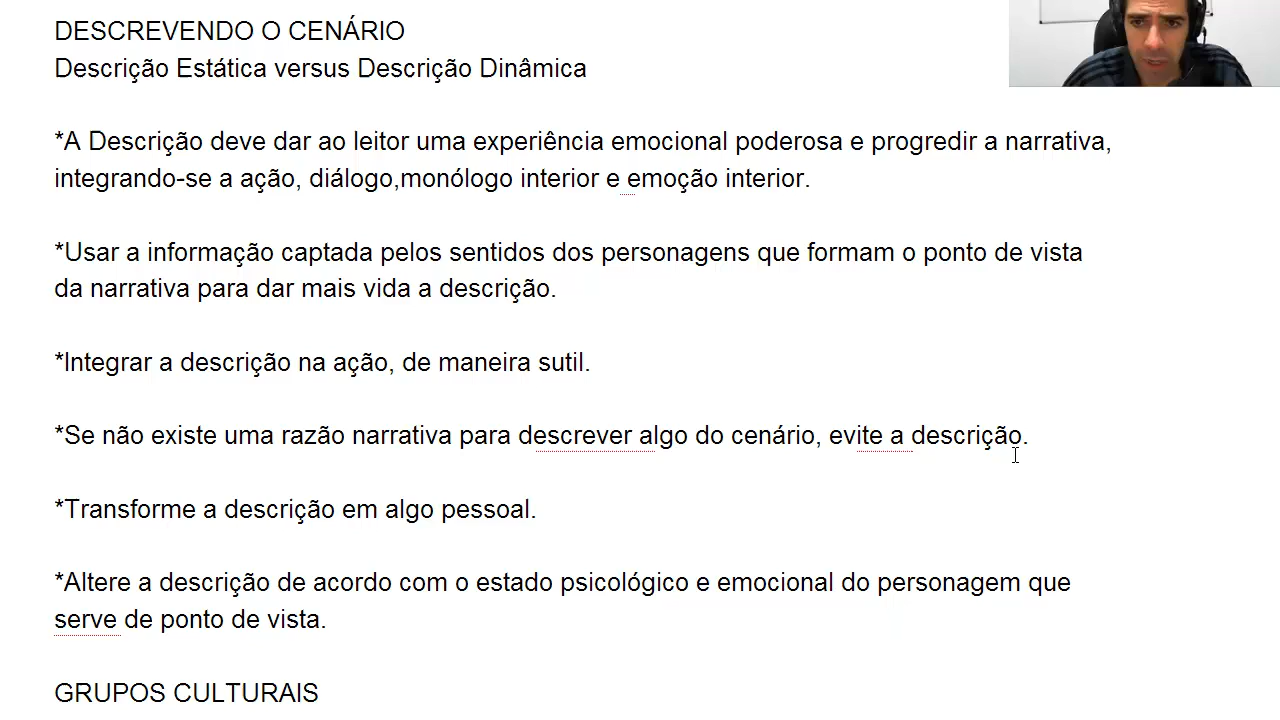 DESCREVENDO O CENÁRIO
Descrição Estática versus Descrição Dinâmica
*A Descrição deve dar ao leitor uma experiência emocional poderosa e progredir a narrativa,
integrando-se a ação, diálogo,monólogo interior e emoção interior.
*Usar a informação captada pelos sentidos dos personagens que formam o ponto de vista
da narrativa para dar mais vida a descrição.
*Integrar a descrição na ação, de maneira sutil.
*Se não existe uma razão narrativa para descrever algo do cenário, evite a descrição.
*Transforme a descrição em algo pessoal.
*Altere a descrição de acordo com o estado psicológico e emocional do personagem que
serve de ponto de vista.
GRUPOS CULTURAIS